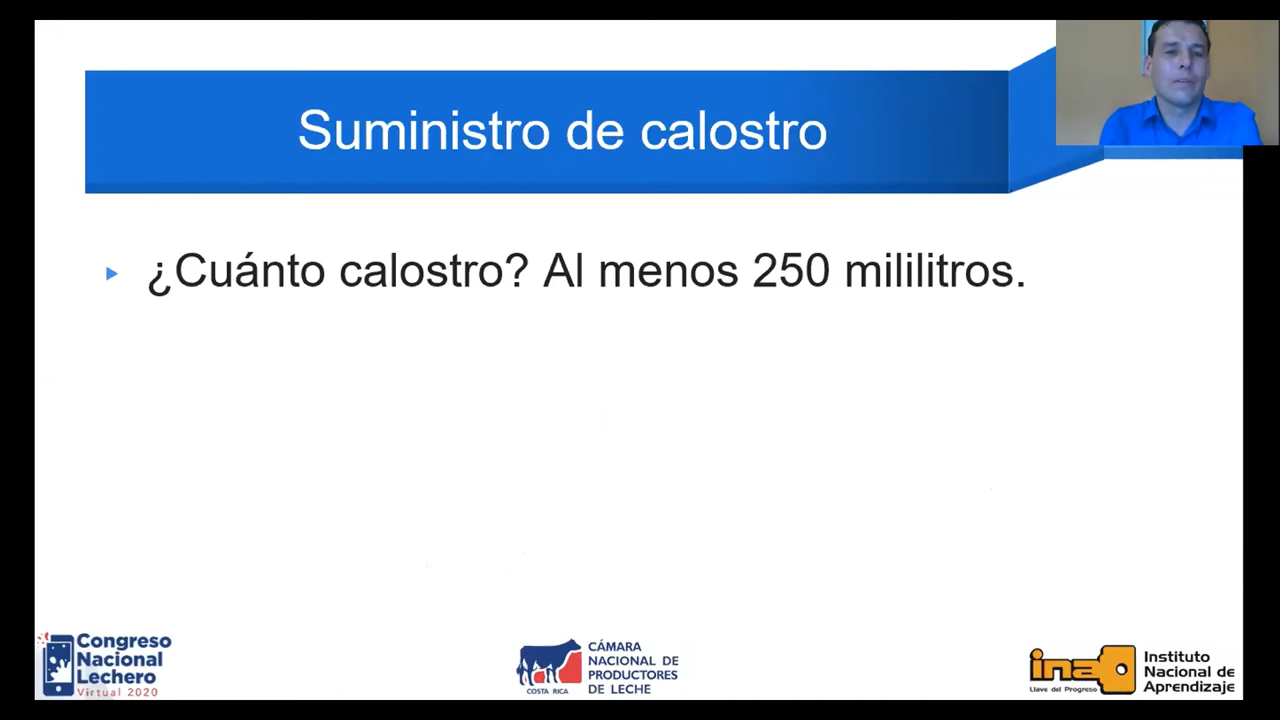 Suministro de calostro
¿Cuánto calostro? Al menos 250 mililitros.
Congreso
Nacional
Lechero
Virtual 2020
COSTA RICA
CÁMARA
NACIONAL DE
PRODUCTORES
DE LECHE
ina
Llave del Progreso
Instituto
Nacional de
Aprendizaje